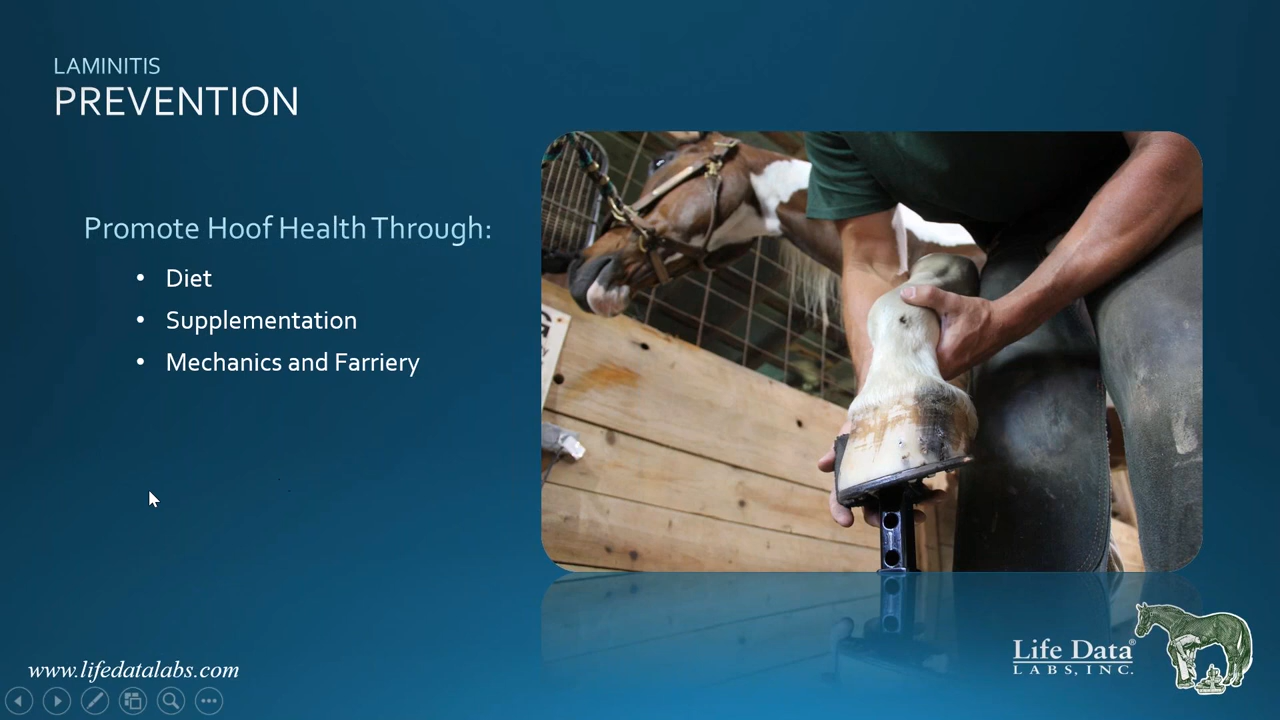 LAMINITIS
PREVENTION
Promote Hoof Health Through:
• Diet
• Supplementation
• Mechanics and Farriery
www.lifedatalabs.com
Life Data®
LABS, INC.